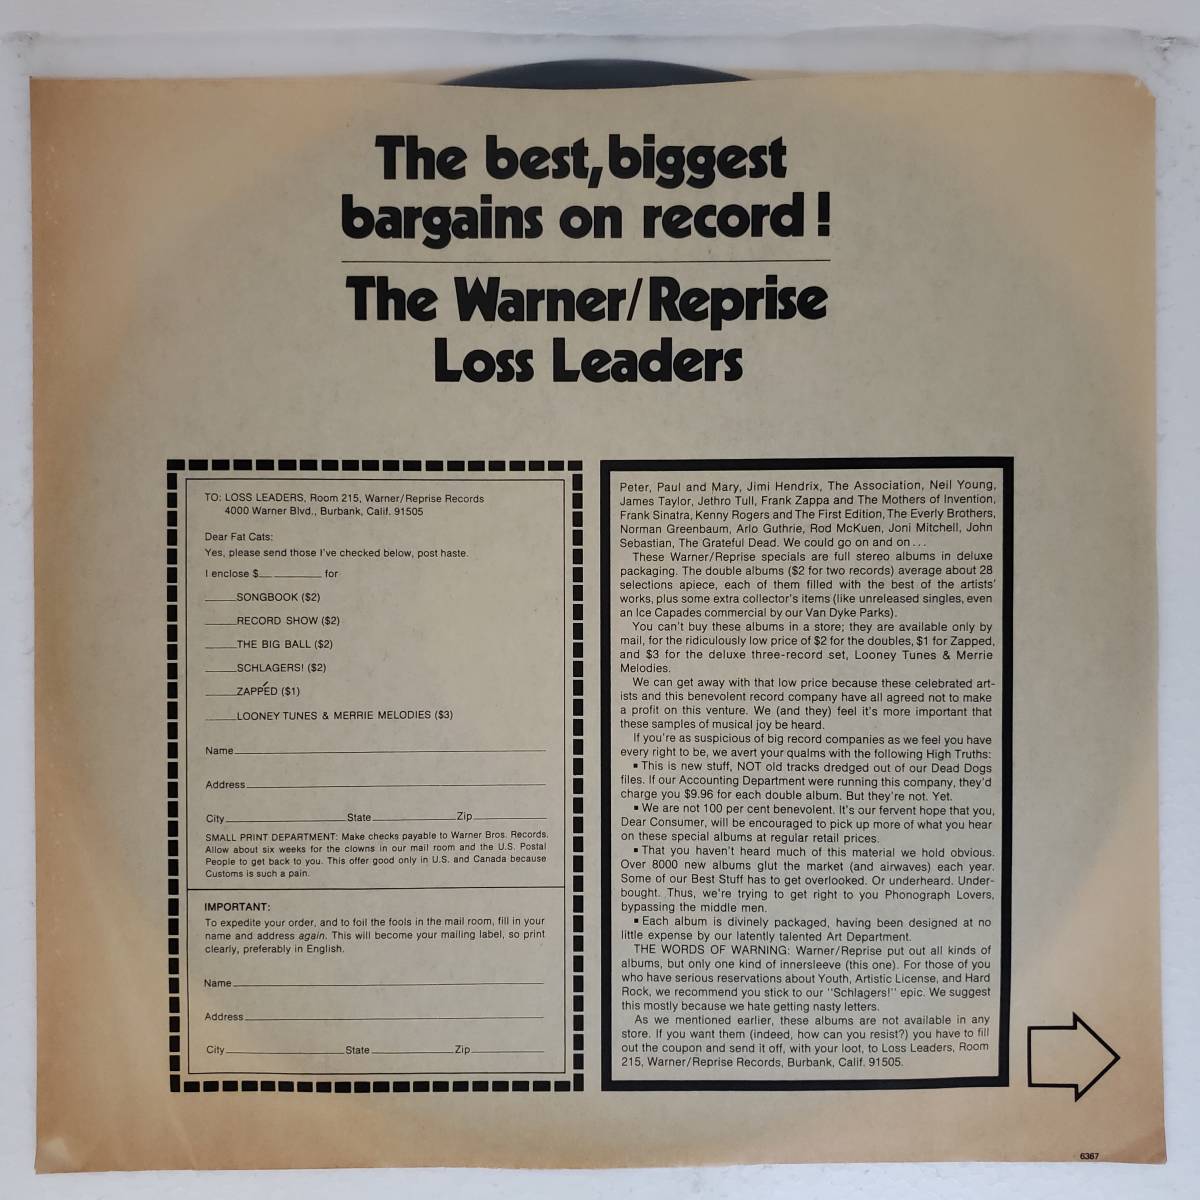 The best, biggest
bargains on record!
The Warner/Reprise
Loss Leaders
TO: LOSS LEADERS, Room 215, Warner/Reprise Records
4000 Warner Blvd., Burbank, Calif. 91505
Dear Fat Cats:
Yes, please send those I've checked below, post haste.
I enclose $___ ________ for
_____SONGBOOK ($2)
_____RECORD SHOW ($2)
_____THE BIG BALL ($2)
_____SCHLAGERS! ($2)
_____ZAPPÉD ($1)
_____LOONEY TUNES & MERRIE MELODIES ($3)
Name
Address
City State Zip
SMALL PRINT DEPARTMENT: Make checks payable to Warner Bros. Records.
Allow about six weeks for the clowns in our mail room and the U.S. Postal
People to get back to you. This offer good only in U.S. and Canada because
Customs is such a pain.
IMPORTANT:
To expedite your order, and to foil the fools in the mail room, fill in your
name and address again. This will become your mailing label, so print
clearly, preferably in English.
Name
Address
City State Zip
Peter, Paul and Mary, Jimi Hendrix, The Association, Neil Young,
James Taylor, Jethro Tull, Frank Zappa and The Mothers of Invention,
Frank Sinatra, Kenny Rogers and The First Edition, The Everly Brothers,
Norman Greenbaum, Arlo Guthrie, Rod McKuen, Joni Mitchell, John
Sebastian, The Grateful Dead. We could go on and on...
These Warner/Reprise specials are full stereo albums in deluxe
packaging. The double albums ($2 for two records) average about 28
selections apiece, each of them filled with the best of the artists'
works, plus some extra collector's items (like unreleased singles, even
an Ice Capades commercial by our Van Dyke Parks).
You can't buy these albums in a store; they are available only by
mail, for the ridiculously low price of $2 for the doubles, $1 for Zapped,
and $3 for the deluxe three-record set, Looney Tunes & Merrie
Melodies.
We can get away with that low price because these celebrated art-
ists and this benevolent record company have all agreed not to make
a profit on this venture. We (and they) feel it's more important that
these samples of musical joy be heard.
If you're as suspicious of big record companies as we feel you have
every right to be, we avert your qualms with the following High Truths:
▪ This is new stuff, NOT old tracks dredged out of our Dead Dogs
files. If our Accounting Department were running this company, they'd
charge you $9.96 for each double album. But they're not. Yet.
▪ We are not 100 per cent benevolent. It's our fervent hope that you,
Dear Consumer, will be encouraged to pick up more of what you hear
on these special albums at regular retail prices.
▪ That you haven't heard much of this material we hold obvious.
Over 8000 new albums glut the market (and airwaves) each year.
Some of our Best Stuff has to get overlooked. Or underheard. Under-
bought. Thus, we're trying to get right to you Phonograph Lovers,
bypassing the middle men.
▪ Each album is divinely packaged, having been designed at no
little expense by our latently talented Art Department.
THE WORDS OF WARNING: Warner/Reprise put out all kinds of
albums, but only one kind of innersleeve (this one). For those of you
who have serious reservations about Youth, Artistic License, and Hard
Rock, we recommend you stick to our "Schlagers!" epic. We suggest
this mostly because we hate getting nasty letters.
As we mentioned earlier, these albums are not available in any
store. If you want them (indeed, how can you resist?) you have to fill
out the coupon and send it off, with your loot, to Loss Leaders, Room
215, Warner/Reprise Records, Burbank, Calif. 91505.
6367